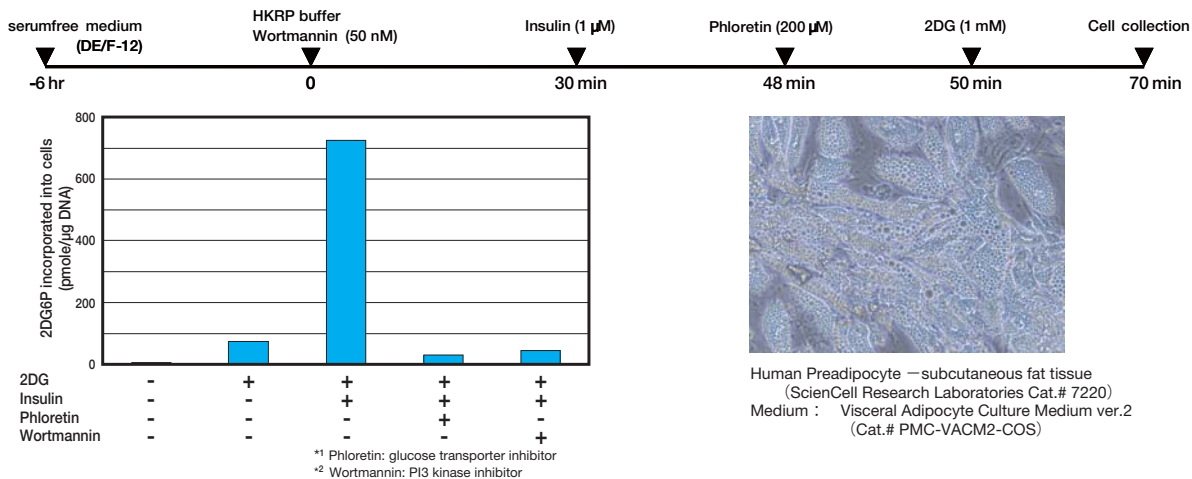 serumfree medium
(DE/F-12)
HKRP buffer
Wortmannin (50 nM)
Insulin (1 μM)
Phloretin (200 μM)
2DG (1 mM)
Cell collection
-6 hr
0
30 min
48 min
50 min
70 min
2DG6P incorporated into cells
(pmole/μg DNA)
800
600
400
200
0
2DG - + + + +
Insulin - - + + +
Phloretin - - - + -
Wortmannin - - - - +
*1 Phloretin: glucose transporter inhibitor
*2 Wortmannin: PI3 kinase inhibitor
Human Preadipocyte －subcutaneous fat tissue
（ScienCell Research Laboratories Cat.# 7220）
Medium： Visceral Adipocyte Culture Medium ver.2
（Cat.# PMC-VACM2-COS）